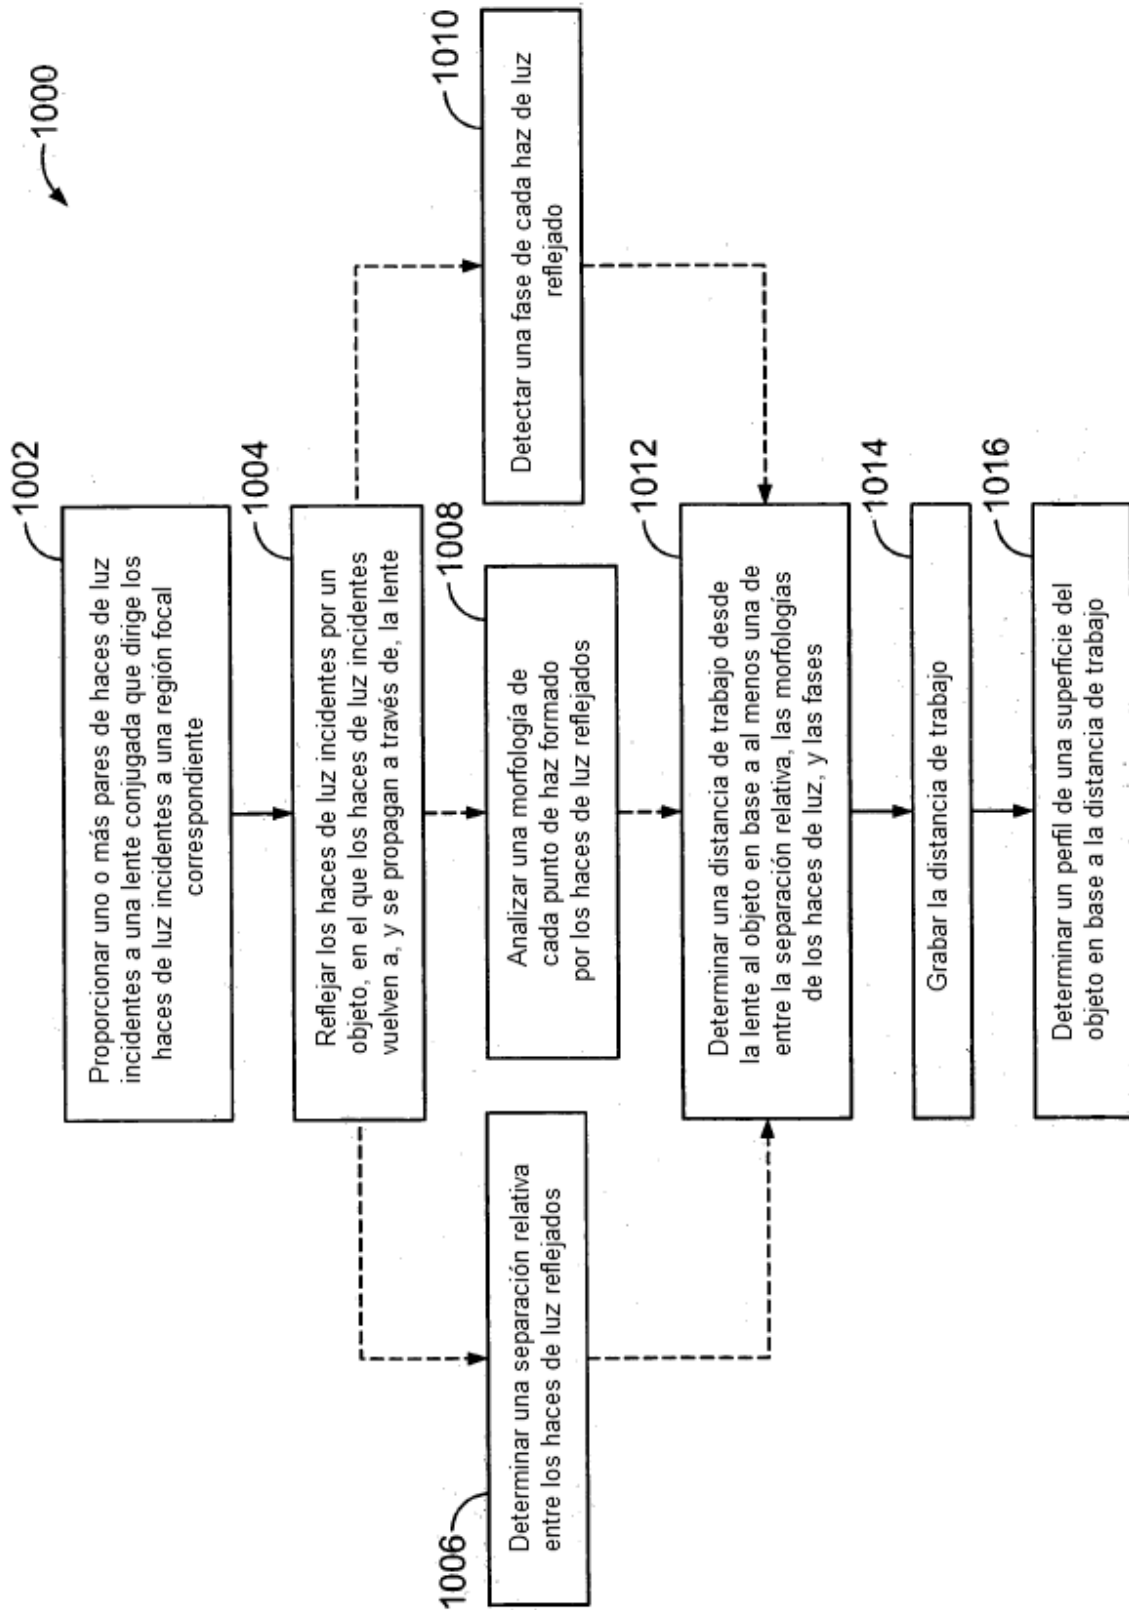 1000
1002
Proporcionar uno o más pares de haces de luz
incidentes a una lente conjugada que dirige los
haces de luz incidentes a una región focal
correspondiente
1004
Reflejar los haces de luz incidentes por un
objeto, en el que los haces de luz incidentes
vuelven a, y se propagan a través de, la lente
1006
Determinar una separación relativa
entre los haces de luz reflejados
1008
Analizar una morfología de
cada punto de haz formado
por los haces de luz reflejados
1010
Detectar una fase de cada haz de luz
reflejado
1012
Determinar una distancia de trabajo desde
la lente al objeto en base a al menos una de
entre la separación relativa, las morfologías
de los haces de luz, y las fases
1014
Grabar la distancia de trabajo
1016
Determinar un perfil de una superficie del
objeto en base a la distancia de trabajo